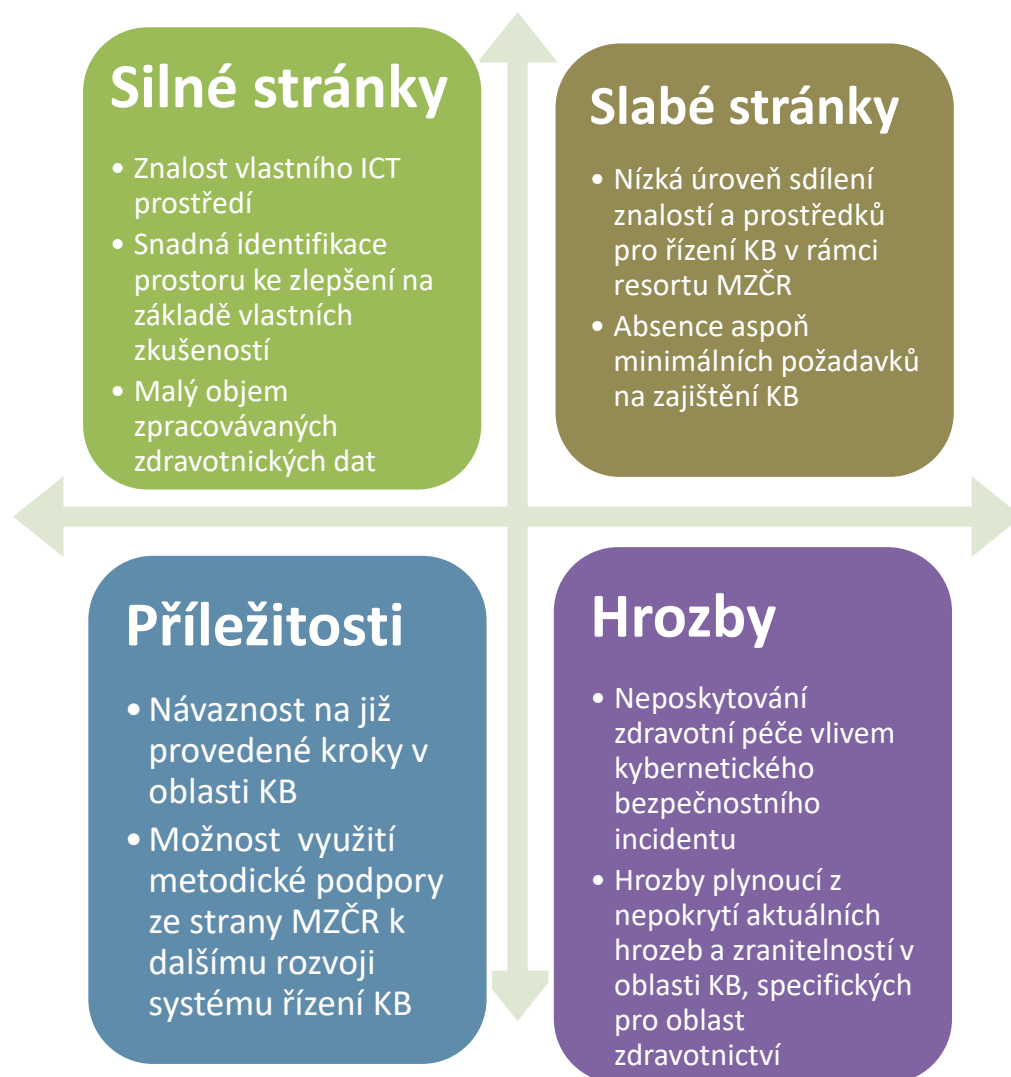 Silné stránky
• Znalost vlastního ICT
prostředí
• Snadná identifikace
prostoru ke zlepšení na
základě vlastních
zkušeností
• Malý objem
zpracovávaných
zdravotnických dat
Slabé stránky
• Nízká úroveň sdílení
znalostí a prostředků
pro řízení KB v rámci
resortu MZČR
• Absence aspoň
minimálních požadavků
na zajištění KB
Příležitosti
• Návaznost na již
provedené kroky v
oblasti KB
• Možnost využití
metodické podpory
ze strany MZČR k
dalšímu rozvoji
systému řízení KB
Hrozby
• Neposkytování
zdravotní péče vlivem
kybernetického
bezpečnostního
incidentu
• Hrozby plynoucí z
nepokrytí aktuálních
hrozeb a zranitelností v
oblasti KB, specifických
pro oblast
zdravotnictví